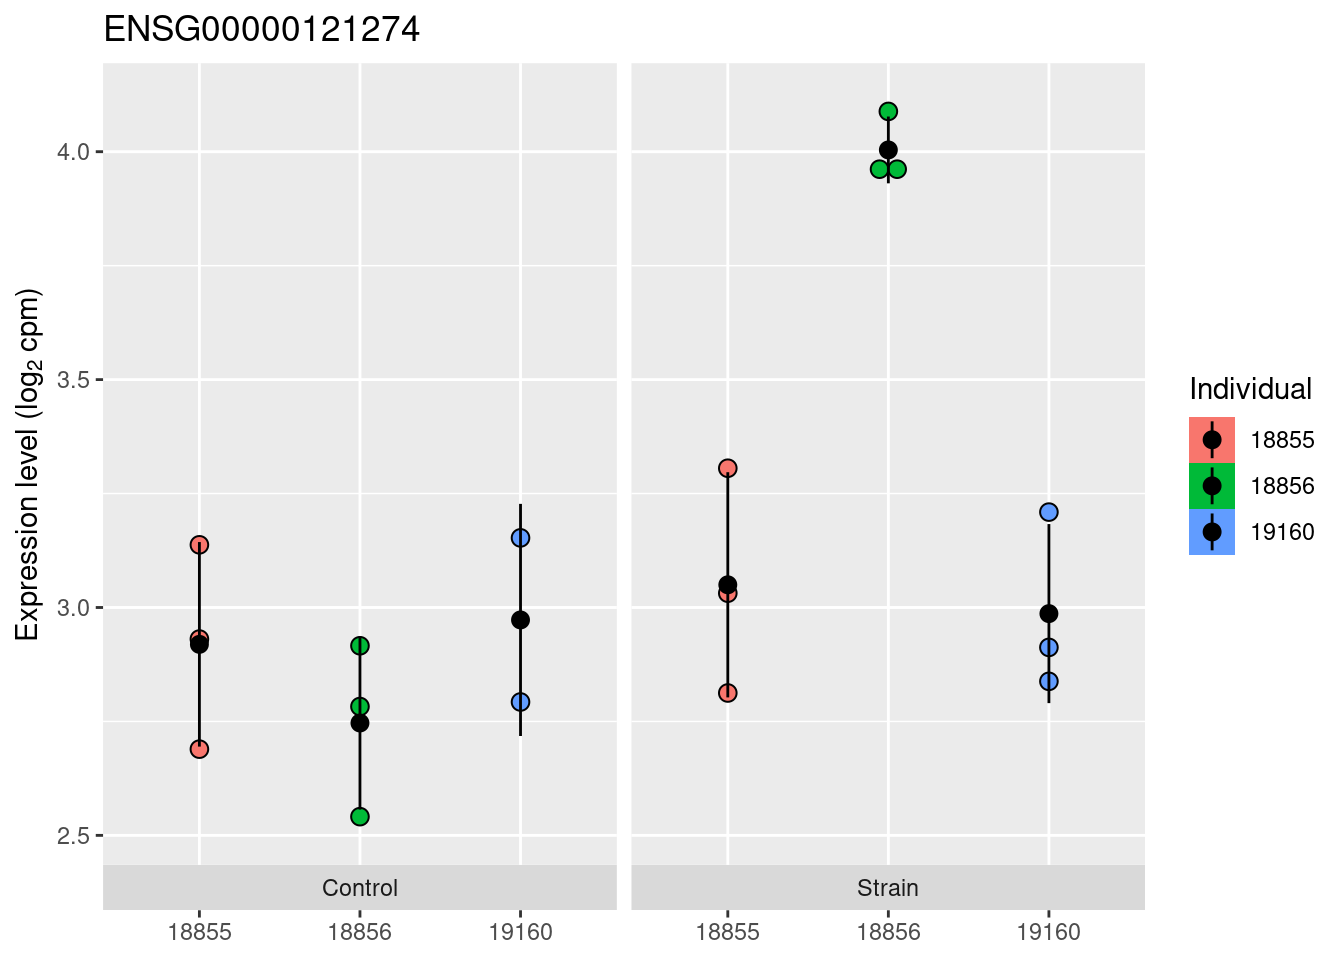 ENSG00000121274
Expression level (log₂ cpm)
4.0
3.5
3.0
2.5
Control
Strain
18855
18856
19160
18855
18856
19160
Individual
18855
18856
19160